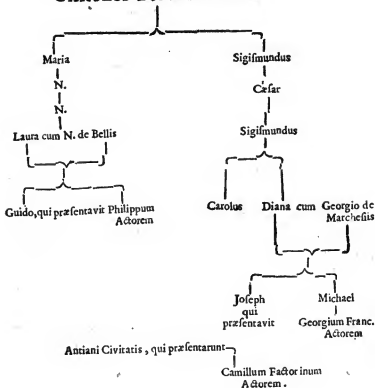 Maria
Sigiſmundus
N.
Cæſar
N.
Sigiſmundus
Laura cum N. de Bellis
Guido, qui præſentavit Philippum
Actorem
Carolus Diana cum Georgio de
Marcheſiis
Joſeph
qui
præſentavit
Michael
Georgium Franc.
Actorem
Antiani Civitatis, qui præſentarunt
Camillum Factorinum
Actorem.